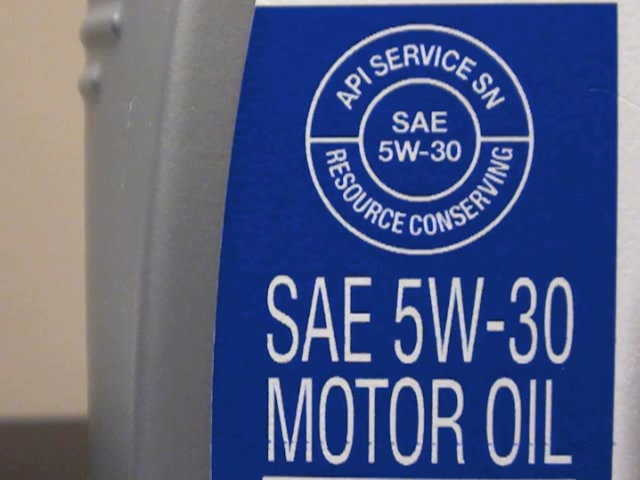 API SERVICE SN
SAE
5W-30
RESOURCE CONSERVING
SAE 5W-30
MOTOR OIL